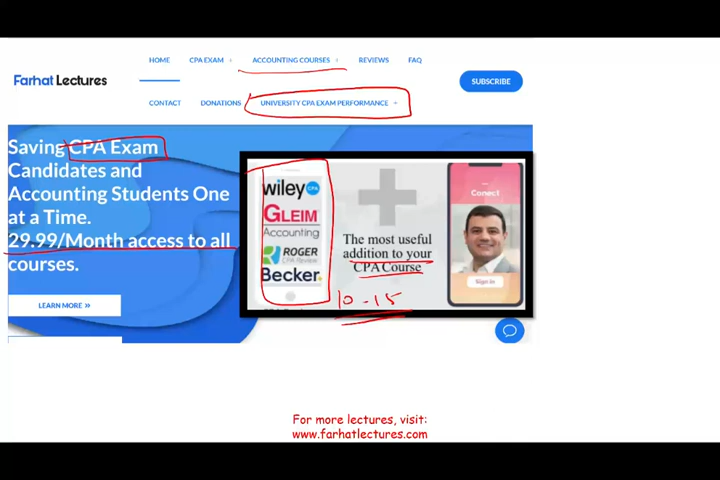 HOME
CPA EXAM
ACCOUNTING COURSES
REVIEWS
FAQ
Farhat Lectures
SUBSCRIBE
CONTACT
DONATIONS
UNIVERSITY CPA EXAM PERFORMANCE
Saving CPA Exam
Candidates and
Accounting Students One
at a Time.
29.99/Month access to all
courses.
LEARN MORE »
wiley CPA
GLEIM
Accounting
ROGER
CPA Review
Becker
The most useful
addition to your
CPA Course
10 - 15
Conect
Sign in
For more lectures, visit:
www.farhatlectures.com